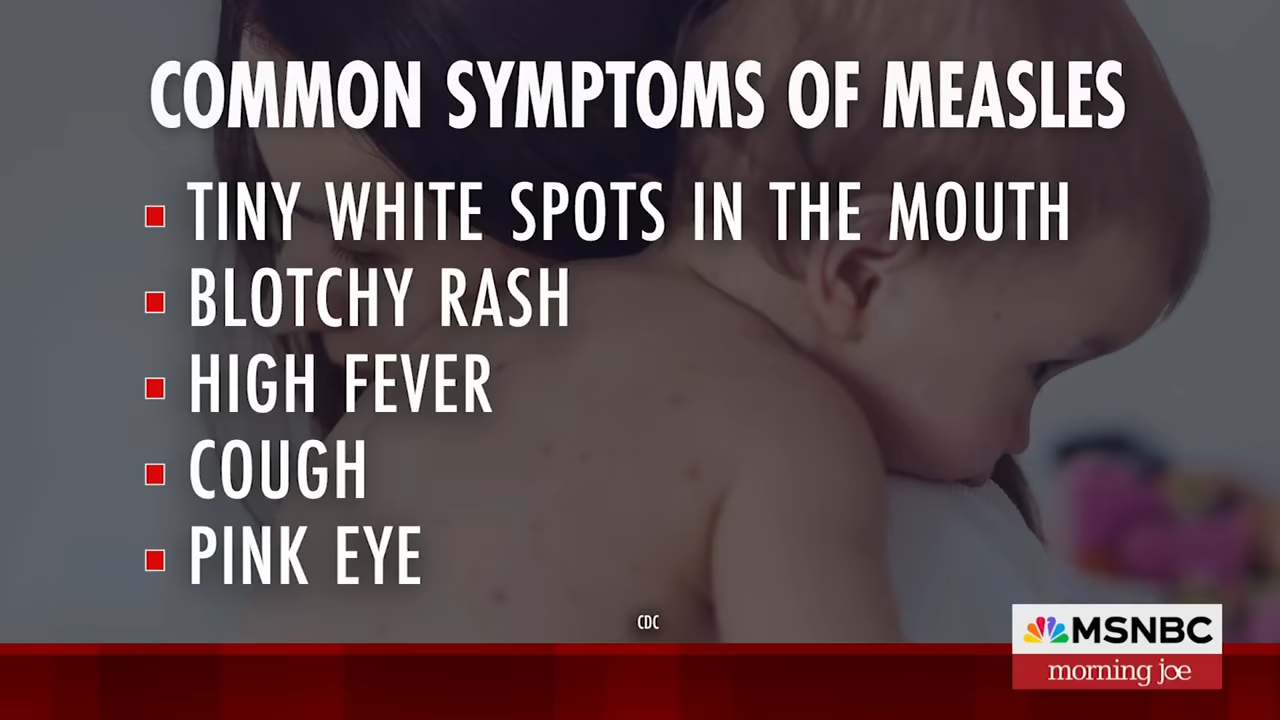 COMMON SYMPTOMS OF MEASLES
TINY WHITE SPOTS IN THE MOUTH
BLOTCHY RASH
HIGH FEVER
COUGH
PINK EYE
CDC
MSNBC
morning joe